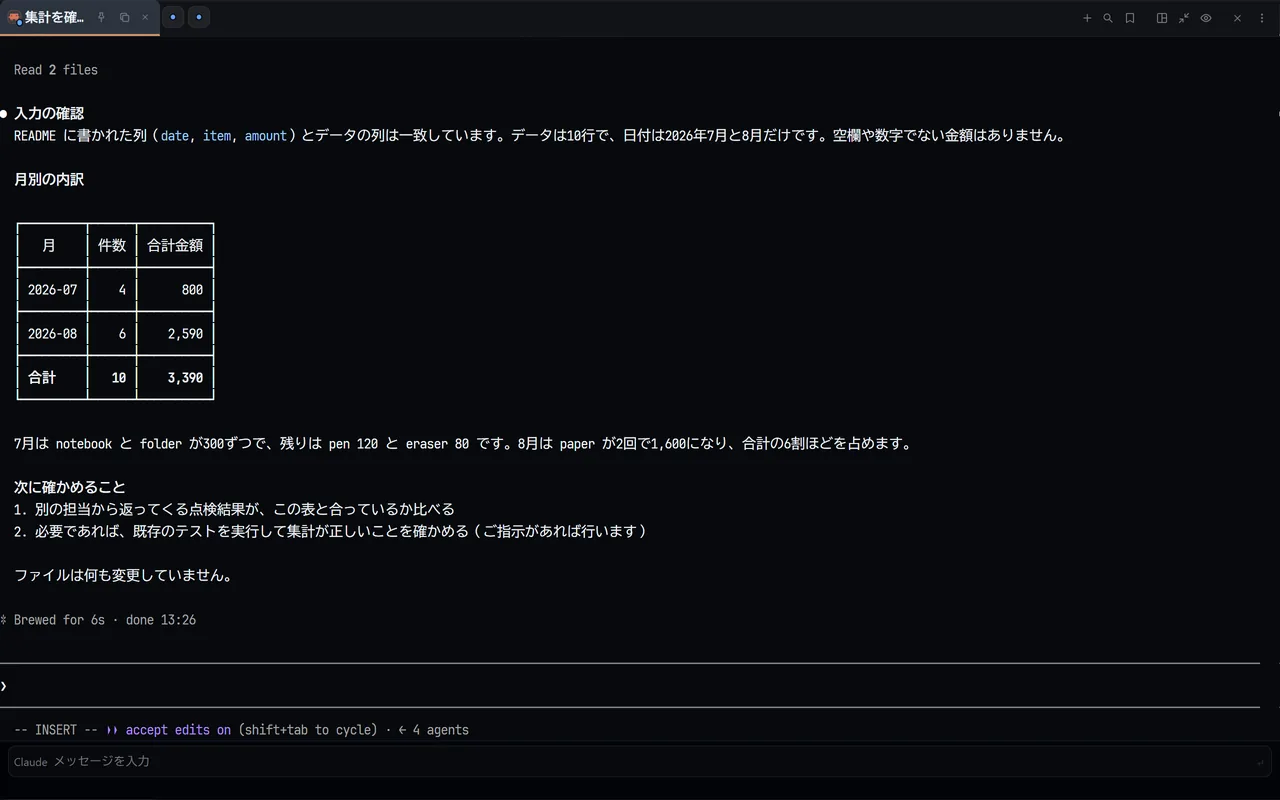 集計を確…
Read 2 files
入力の確認
README に書かれた列（date, item, amount）とデータの列は一致しています。データは10行で、日付は2026年7月と8月だけです。空欄や数字でない金額はありません。
月別の内訳
月 件数 合計金額
2026-07 4 800
2026-08 6 2,590
合計 10 3,390
7月は notebook と folder が300ずつで、残りは pen 120 と eraser 80 です。8月は paper が2回で1,600になり、合計の6割ほどを占めます。
次に確かめること
1. 別の担当から返ってくる点検結果が、この表と合っているか比べる
2. 必要であれば、既存のテストを実行して集計が正しいことを確かめる（ご指示があれば行います）
ファイルは何も変更していません。
Brewed for 6s · done 13:26
❯
-- INSERT -- ⏵⏵ accept edits on (shift+tab to cycle) · ← 4 agents
Claude メッセージを入力